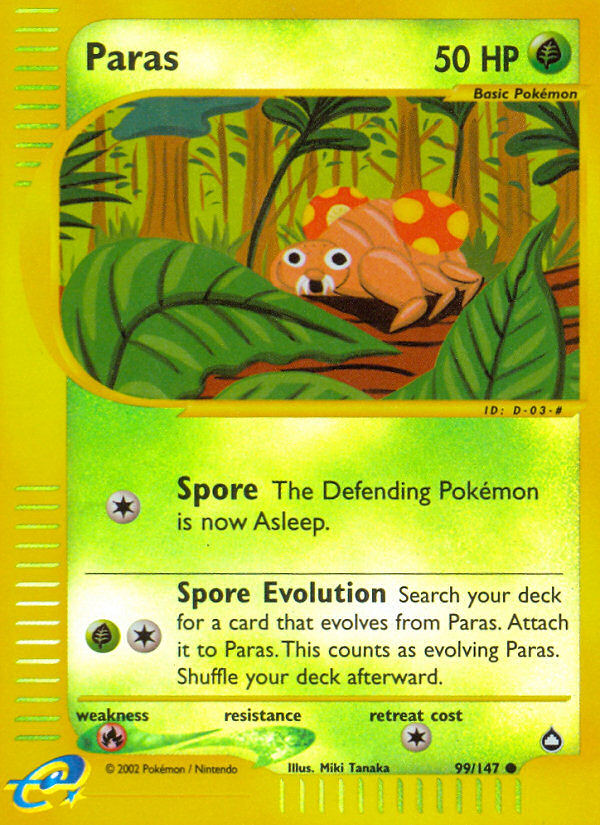 Paras
50 HP
Basic Pokémon
ID: D-03-#
Spore The Defending Pokémon
is now Asleep.
Spore Evolution Search your deck
for a card that evolves from Paras. Attach
it to Paras. This counts as evolving Paras.
Shuffle your deck afterward.
weakness resistance retreat cost
e © 2002 Pokémon / Nintendo Illus. Miki Tanaka 99/147